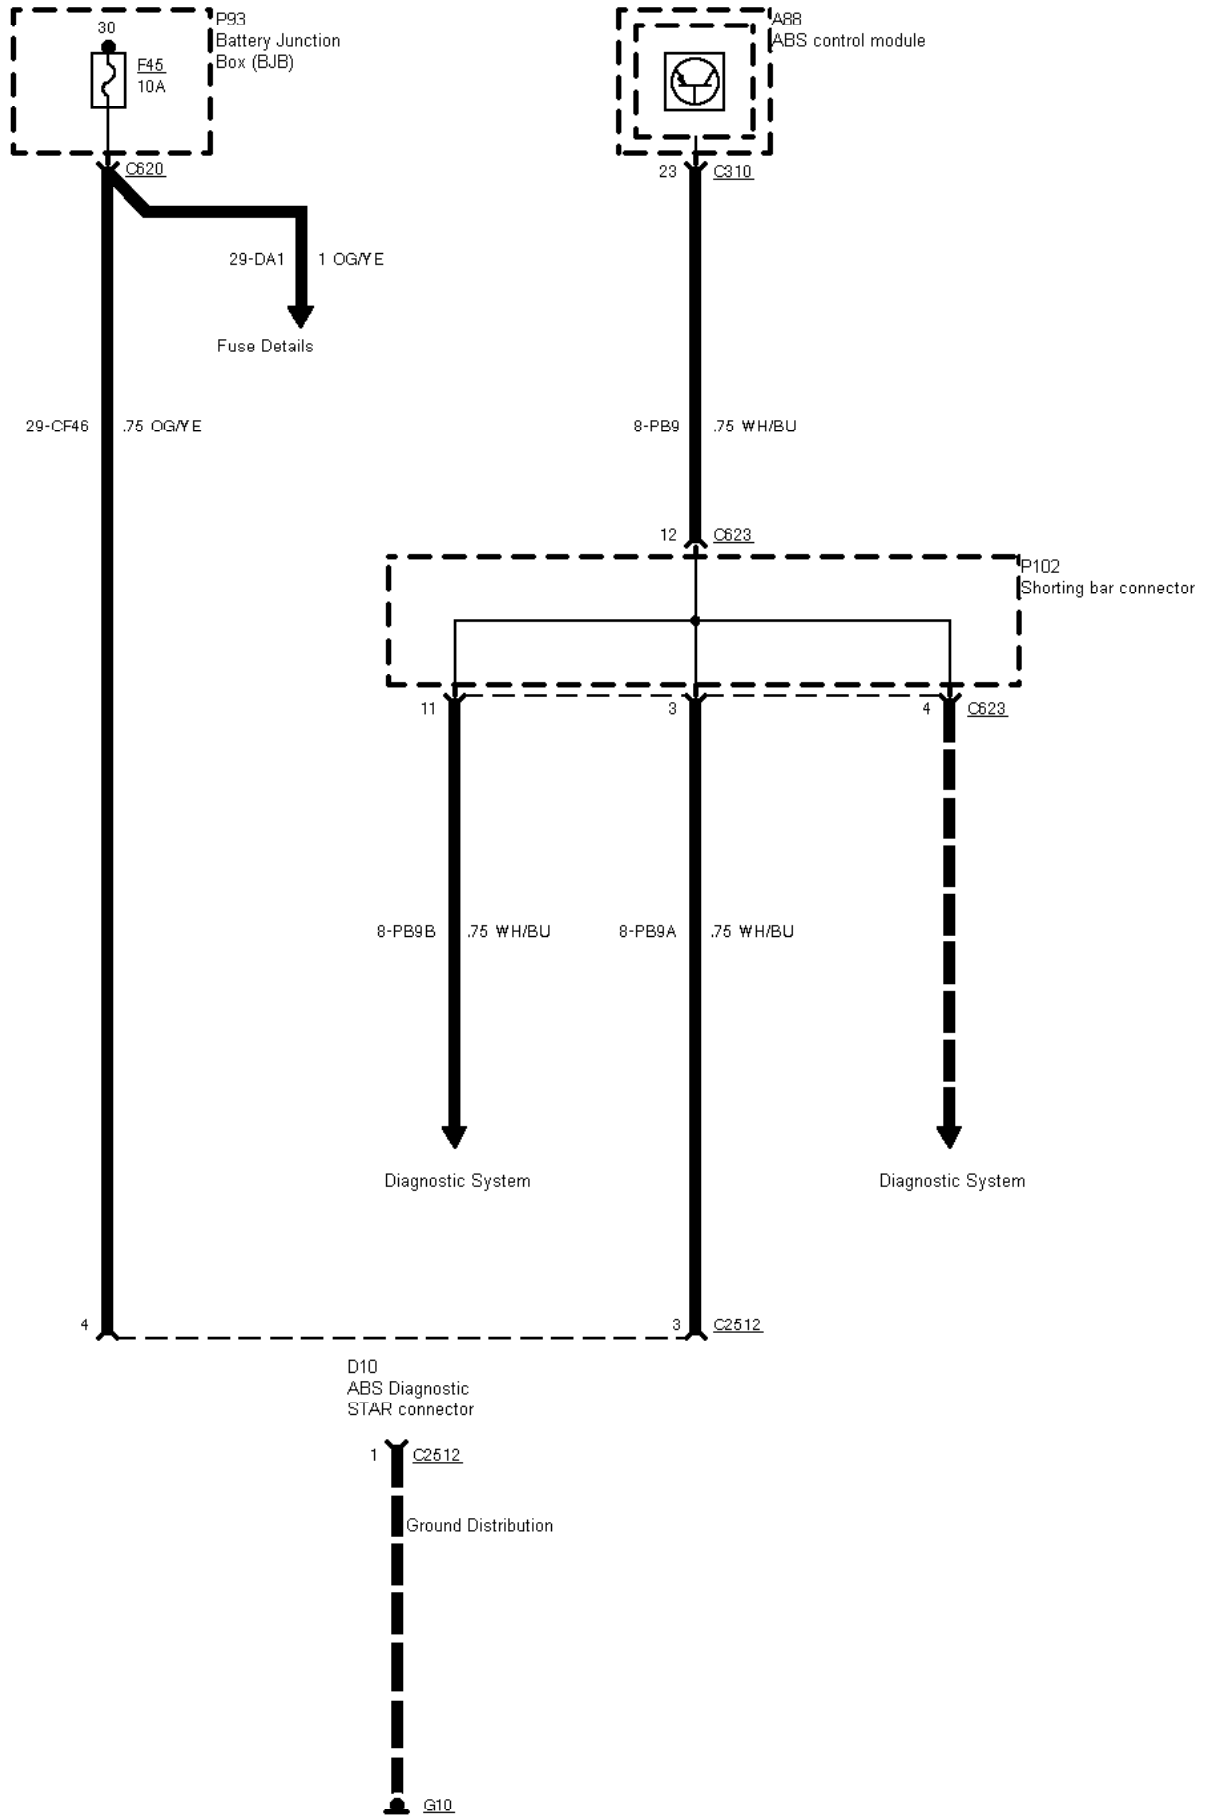 P93
Battery Junction
Box (BJB)
30
F45
10A
C620
A88
ABS control module
23 C310
29-DA1 1 OG/YE
Fuse Details
29-CF46 .75 OG/YE
8-PB9 .75 WH/BU
12 C623
P102
Shorting bar connector
11 3 4 C623
8-PB9B .75 WH/BU
8-PB9A .75 WH/BU
Diagnostic System
Diagnostic System
4 3 C2512
D10
ABS Diagnostic
STAR connector
1 C2512
Ground Distribution
G10